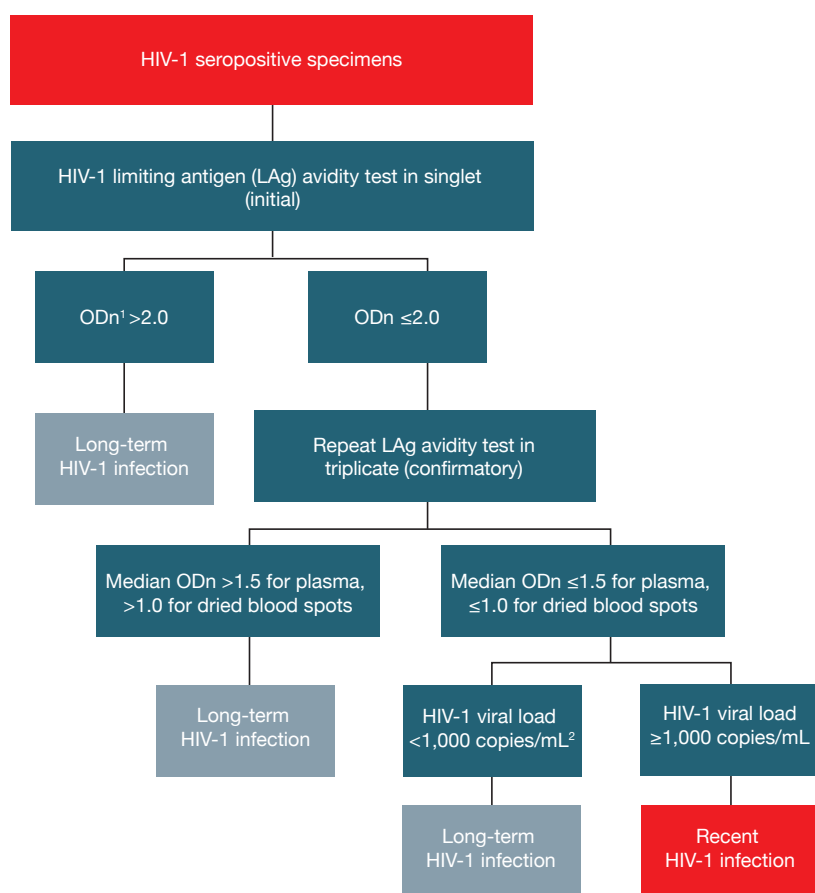 HIV-1 seropositive specimens
HIV-1 limiting antigen (LAg) avidity test in singlet
(initial)
ODn¹ >2.0
ODn ≤2.0
Long-term
HIV-1 infection
Repeat LAg avidity test in
triplicate (confirmatory)
Median ODn >1.5 for plasma,
>1.0 for dried blood spots
Median ODn ≤1.5 for plasma,
≤1.0 for dried blood spots
Long-term
HIV-1 infection
HIV-1 viral load
<1,000 copies/mL²
HIV-1 viral load
≥1,000 copies/mL
Long-term
HIV-1 infection
Recent
HIV-1 infection